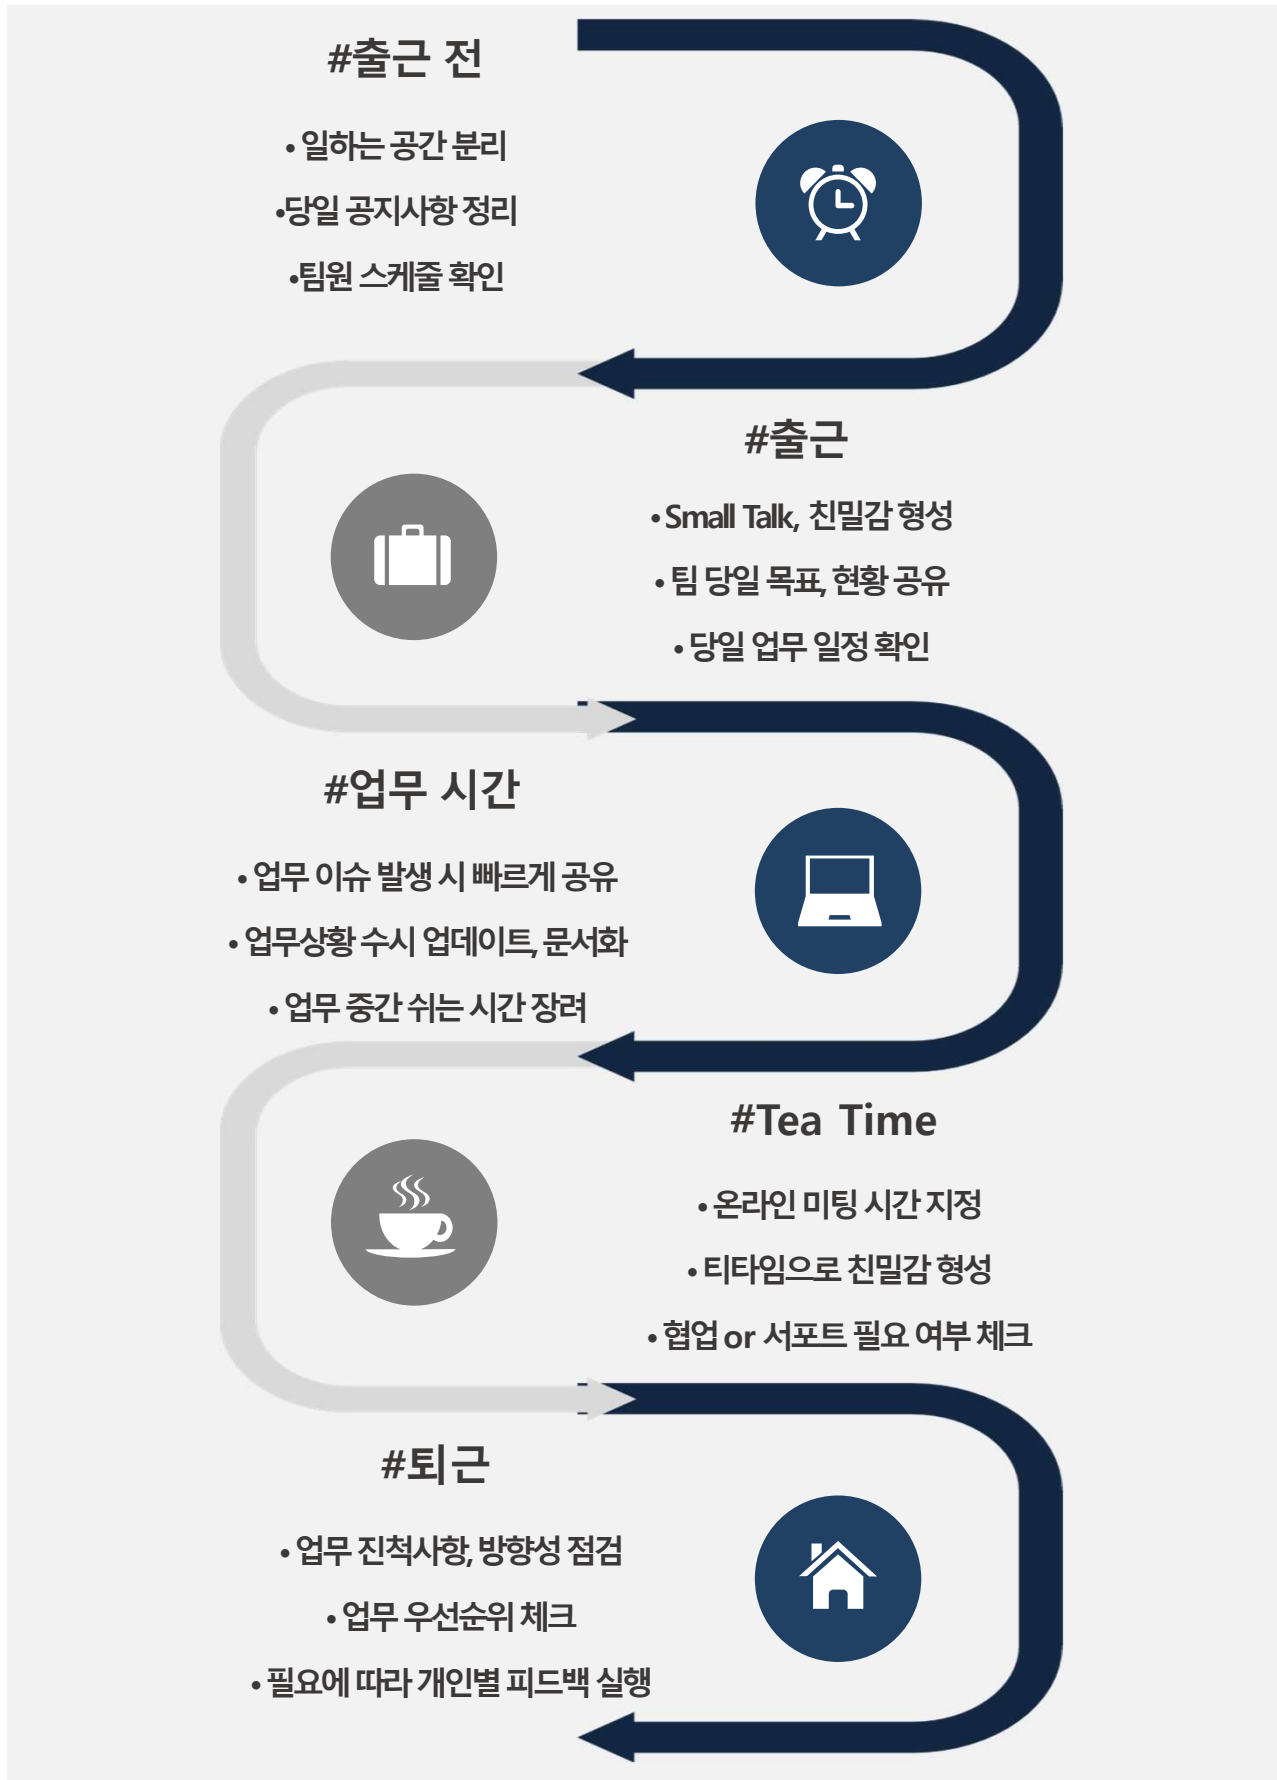 #출근 전
• 일하는 공간 분리
•당일 공지사항 정리
•팀원 스케줄 확인
#출근
• Small Talk, 친밀감 형성
• 팀 당일 목표, 현황 공유
• 당일 업무 일정 확인
#업무 시간
• 업무 이슈 발생 시 빠르게 공유
• 업무상황 수시 업데이트, 문서화
• 업무 중간 쉬는 시간 장려
#Tea Time
• 온라인 미팅 시간 지정
• 티타임으로 친밀감 형성
• 협업 or 서포트 필요 여부 체크
#퇴근
• 업무 진척사항, 방향성 점검
• 업무 우선순위 체크
• 필요에 따라 개인별 피드백 실행